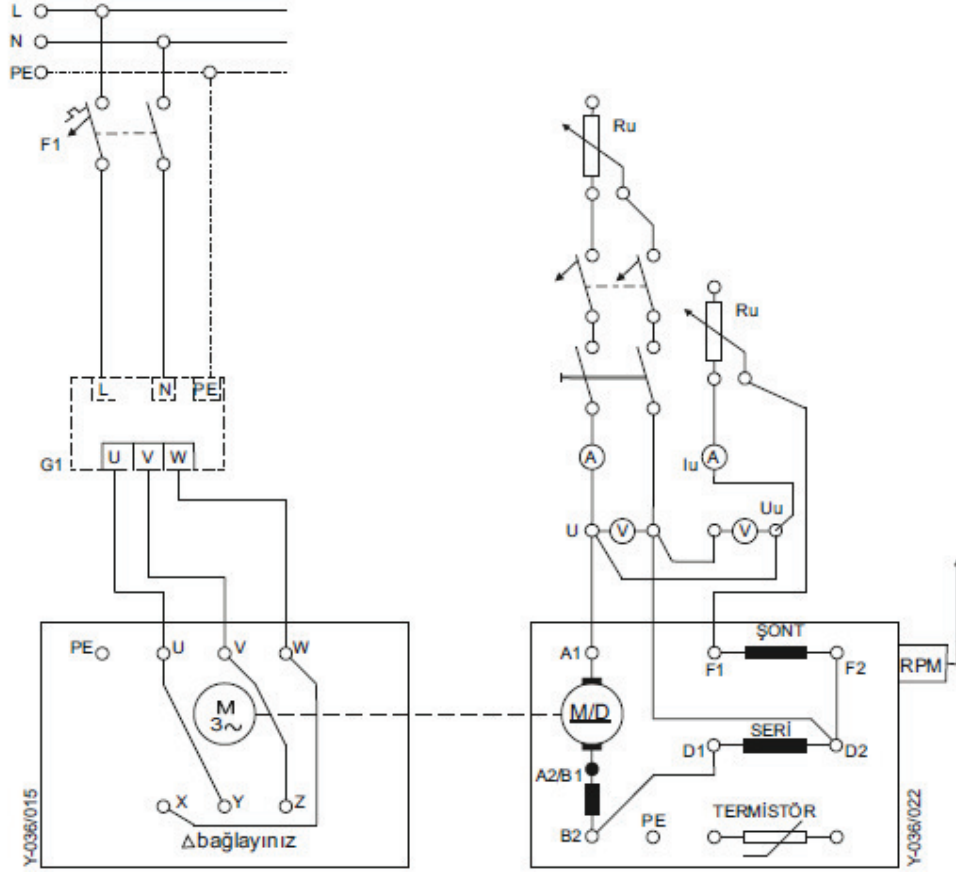 L
N
PE
F1
Ru
Ru
L N PE
G1
U V W
A
Iu A
Uu
U V V
PE U V W
M
3~
X Y Z
Δbağlayınız
Y-036/015
A1
ŞONT
F1 F2
RPM
M/D
SERİ
D1 D2
A2/B1
B2
PE
TERMİSTÖR
Y-036/022